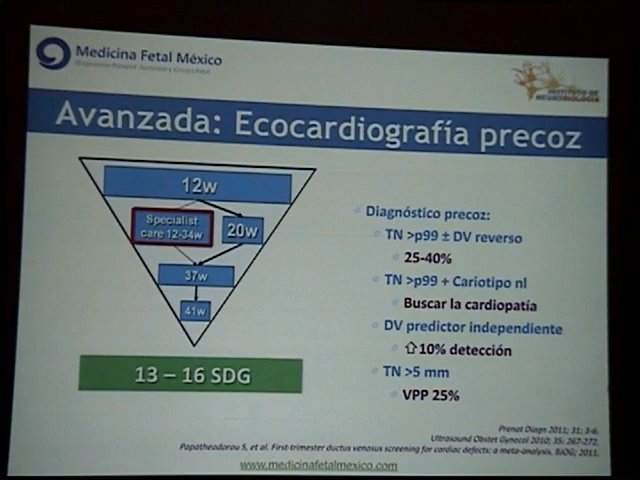 Medicina Fetal México
INSTITUTO DE
NEUROBIOLOGÍA
Avanzada: Ecocardiografía precoz
12w
Specialist
care 12-34w
20w
37w
41w
13 – 16 SDG
Diagnóstico precoz:
TN >p99 ± DV reverso
25-40%
TN >p99 + Cariotipo nl
Buscar la cardiopatía
DV predictor independiente
⇧10% detección
TN >5 mm
VPP 25%
Prenat Diagn 2011; 31: 3-6.
Ultrasound Obstet Gynecol 2010; 35: 267-272.
Papatheodorou S, et al. First-trimester ductus venosus screening for cardiac defects: a meta-analysis. BJOG; 2011.
www.medicinafetalmexico.com